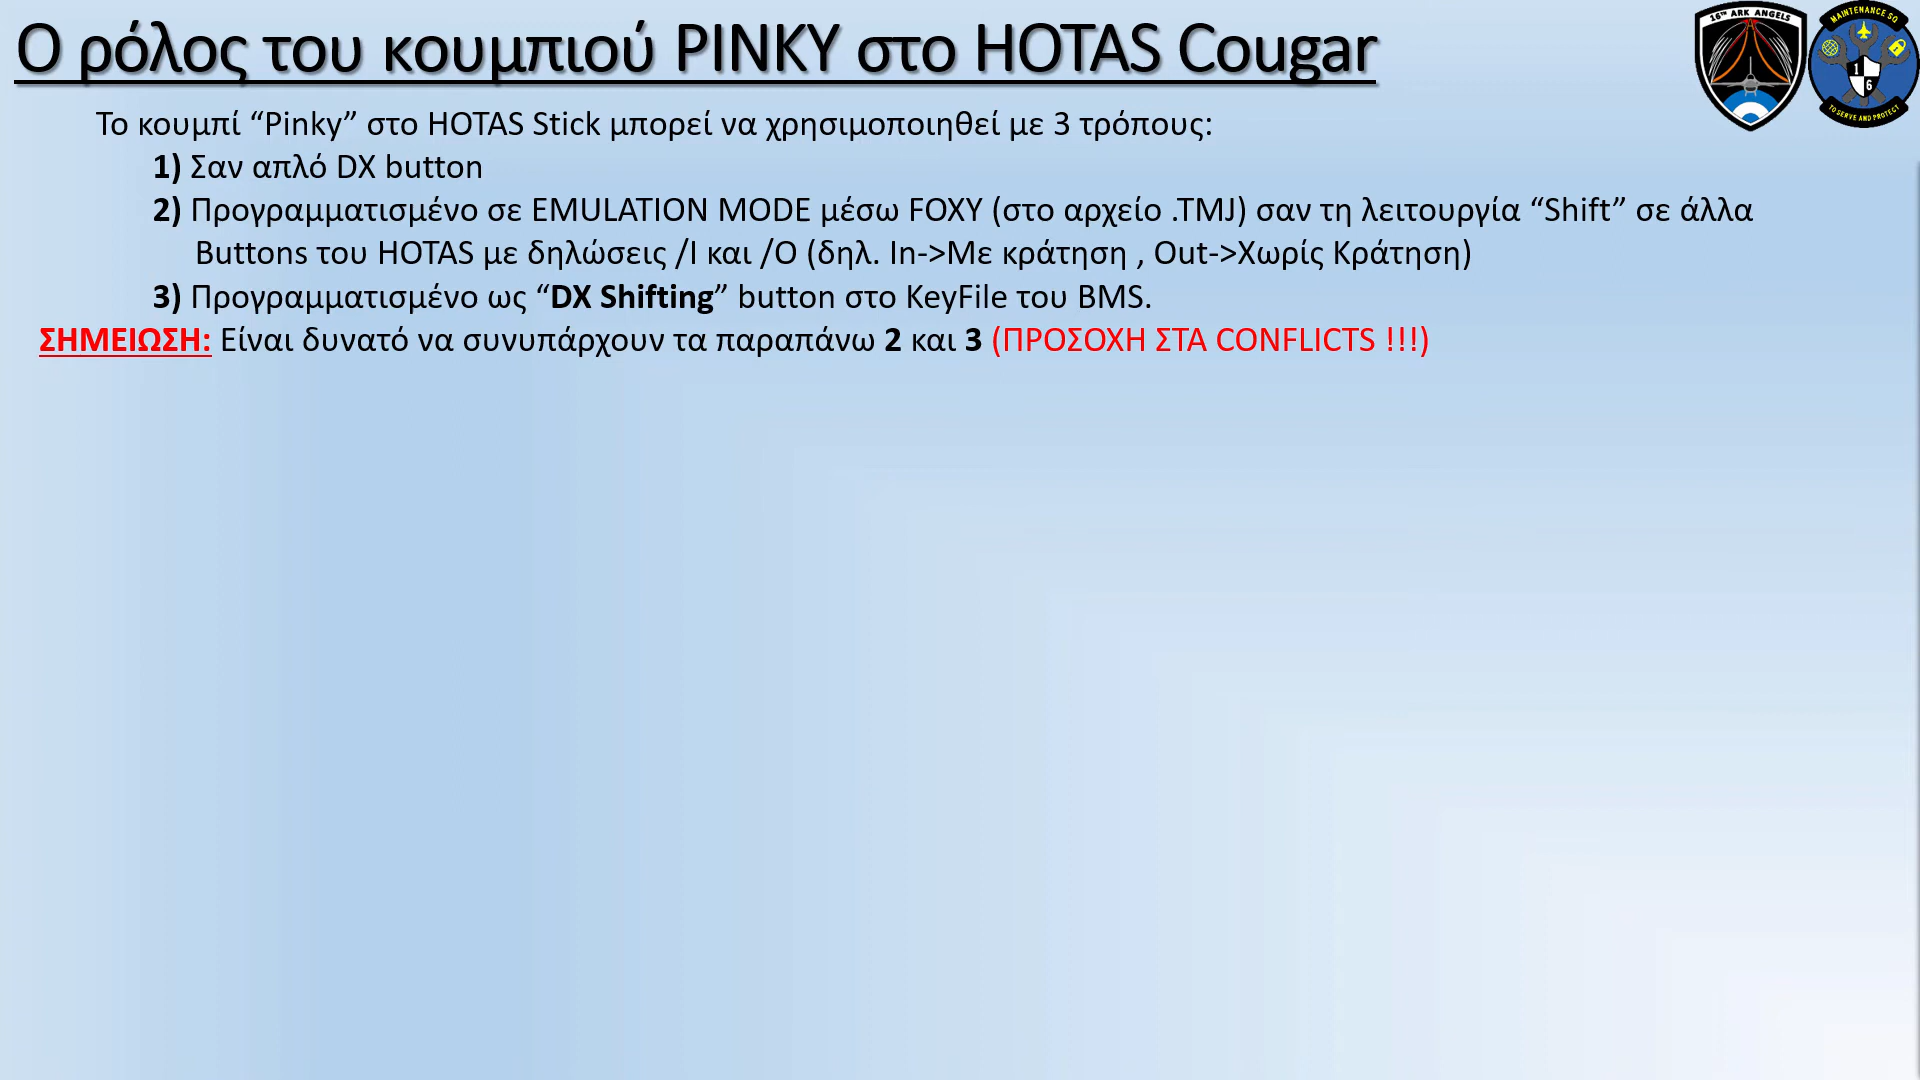 Ο ρόλος του κουμπιού PINKY στο HOTAS Cougar
16TH ARK ANGELS
MAINTENANCE SQ
1
6
TO SERVE AND PROTECT
Το κουμπί “Pinky” στο HOTAS Stick μπορεί να χρησιμοποιηθεί με 3 τρόπους:
1) Σαν απλό DX button
2) Προγραμματισμένο σε EMULATION MODE μέσω FOXY (στο αρχείο .TMJ) σαν τη λειτουργία “Shift” σε άλλα
Buttons του HOTAS με δηλώσεις /I και /O (δηλ. In->Με κράτηση , Out->Χωρίς Κράτηση)
3) Προγραμματισμένο ως “DX Shifting” button στο KeyFile του BMS.
ΣΗΜΕΙΩΣΗ: Είναι δυνατό να συνυπάρχουν τα παραπάνω 2 και 3 (ΠΡΟΣΟΧΗ ΣΤΑ CONFLICTS !!!)